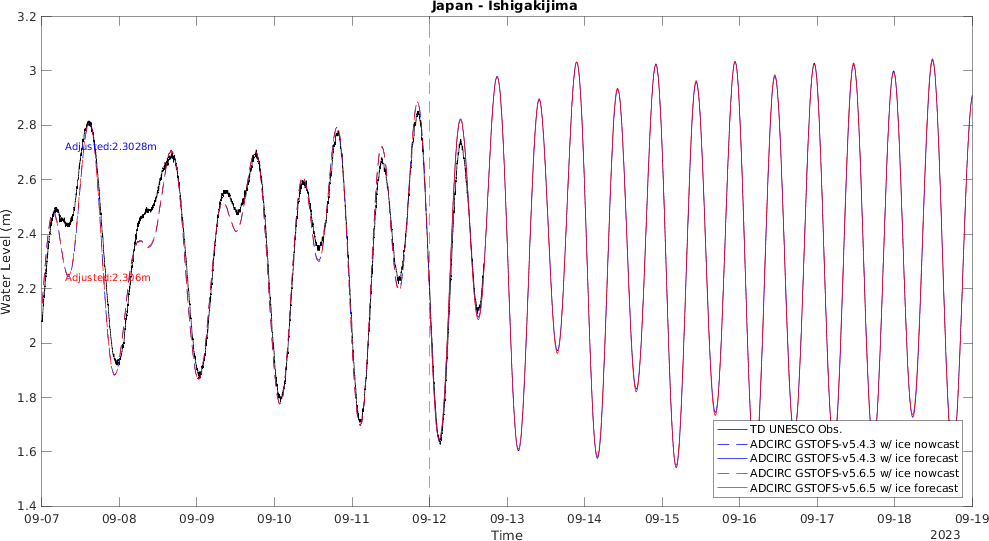 Japan - Ishigakijima
3.2
3
2.8
2.6
2.4
2.2
2
1.8
1.6
1.4
Water Level (m)
Adjusted:2.3028m
Adjusted:2.306m
TD UNESCO Obs.
ADCIRC GSTOFS-v5.4.3 w/ ice nowcast
ADCIRC GSTOFS-v5.4.3 w/ ice forecast
ADCIRC GSTOFS-v5.6.5 w/ ice nowcast
ADCIRC GSTOFS-v5.6.5 w/ ice forecast
09-07 09-08 09-09 09-10 09-11 09-12 09-13 09-14 09-15 09-16 09-17 09-18 09-19
Time
2023